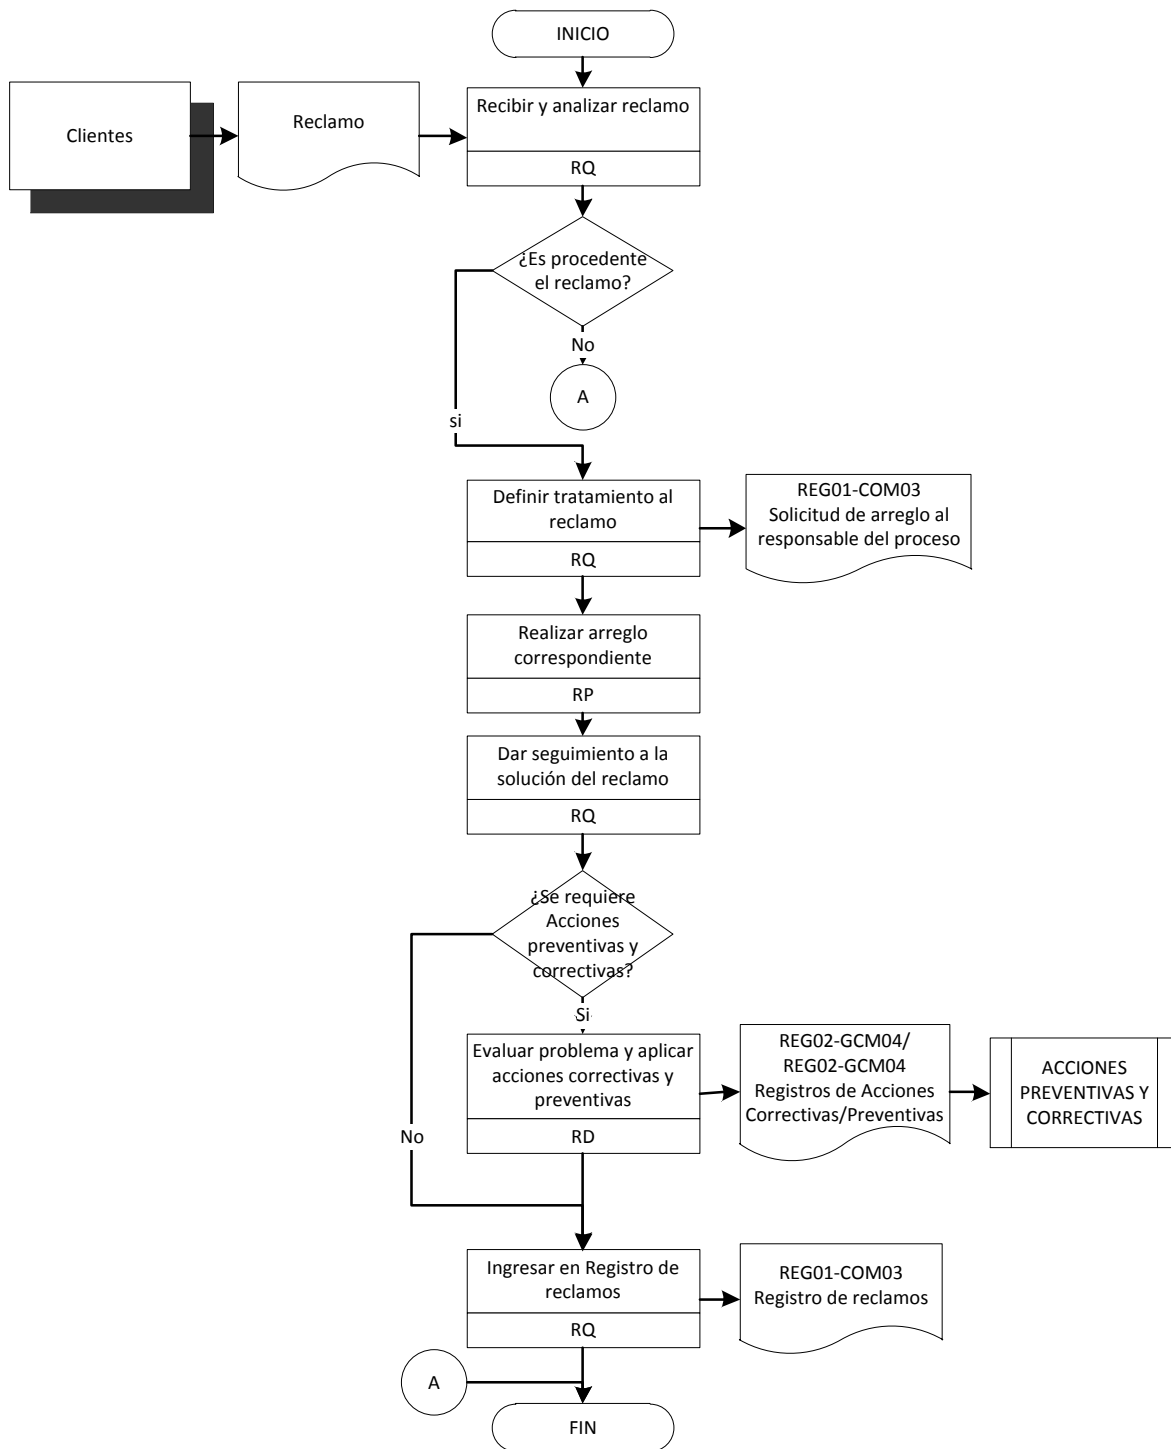 INICIO
Clientes
Reclamo
Recibir y analizar reclamo
RQ
¿Es procedente
el reclamo?
No
A
si
Definir tratamiento al
reclamo
RQ
REG01-COM03
Solicitud de arreglo al
responsable del proceso
Realizar arreglo
correspondiente
RP
Dar seguimiento a la
solución del reclamo
RQ
¿Se requiere
Acciones
preventivas y
correctivas?
Si
Evaluar problema y aplicar
acciones correctivas y
preventivas
RD
REG02-GCM04/
REG02-GCM04
Registros de Acciones
Correctivas/Preventivas
ACCIONES
PREVENTIVAS Y
CORRECTIVAS
No
Ingresar en Registro de
reclamos
RQ
REG01-COM03
Registro de reclamos
A
FIN